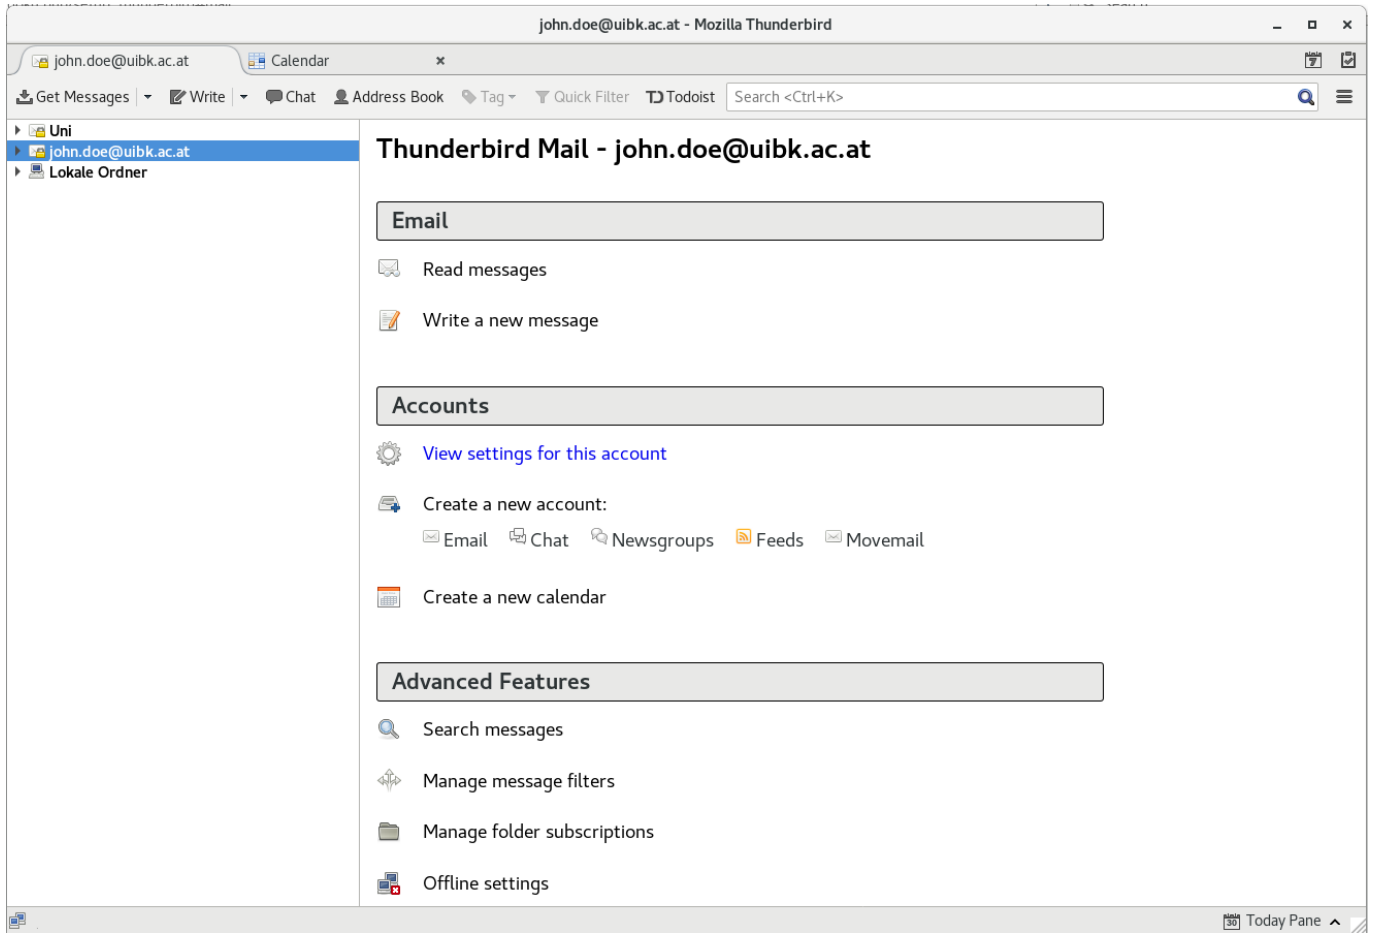 john.doe@uibk.ac.at - Mozilla Thunderbird
john.doe@uibk.ac.at Calendar
Get Messages Write Chat Address Book Tag Quick Filter TD Todoist Search <Ctrl+K>
Uni
john.doe@uibk.ac.at
Lokale Ordner
Thunderbird Mail - john.doe@uibk.ac.at
Email
Read messages
Write a new message
Accounts
View settings for this account
Create a new account:
Email Chat Newsgroups Feeds Movemail
Create a new calendar
Advanced Features
Search messages
Manage message filters
Manage folder subscriptions
Offline settings
30 Today Pane